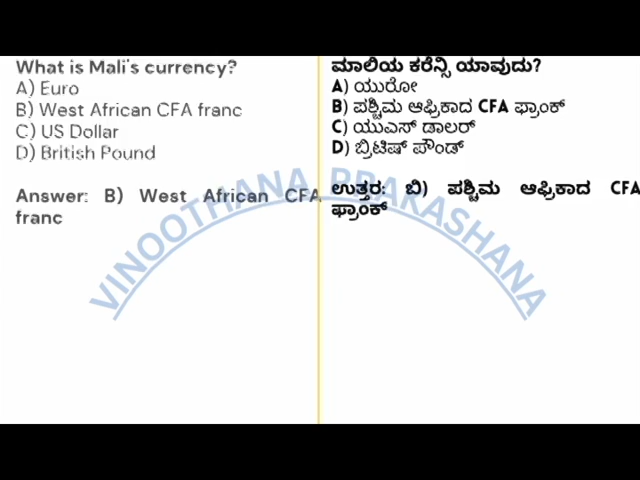 What is Mali's currency?
A) Euro
B) West African CFA franc
C) US Dollar
D) British Pound
Answer: B) West African CFA
franc
ಮಾಲಿಯ ಕರೆನ್ಸಿ ಯಾವುದು?
A) ಯುರೋ
B) ಪಶ್ಚಿಮ ಆಫ್ರಿಕಾದ CFA ಫ್ರಾಂಕ್
C) ಯುಎಸ್ ಡಾಲರ್
D) ಬ್ರಿಟಿಷ್ ಪೌಂಡ್
ಉತ್ತರ: ಬಿ) ಪಶ್ಚಿಮ ಆಫ್ರಿಕಾದ CFA
ಫ್ರಾಂಕ್
VINOOTHANA PRAKASHANA